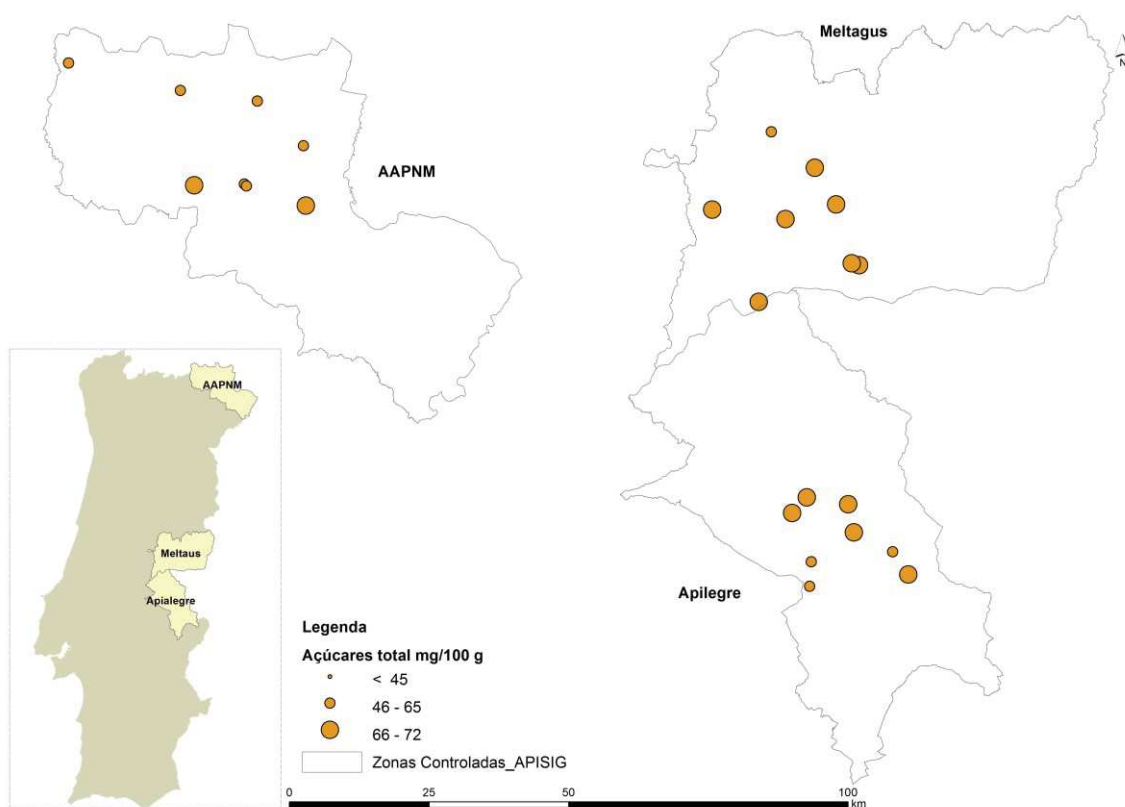 Meltagus
N
AAPNM
AAPNM
Meltaus
Apialegre
Apilegre
Legenda
Açúcares total mg/100 g
< 45
46 - 65
66 - 72
Zonas Controladas_APISIG
0 25 50 100
km